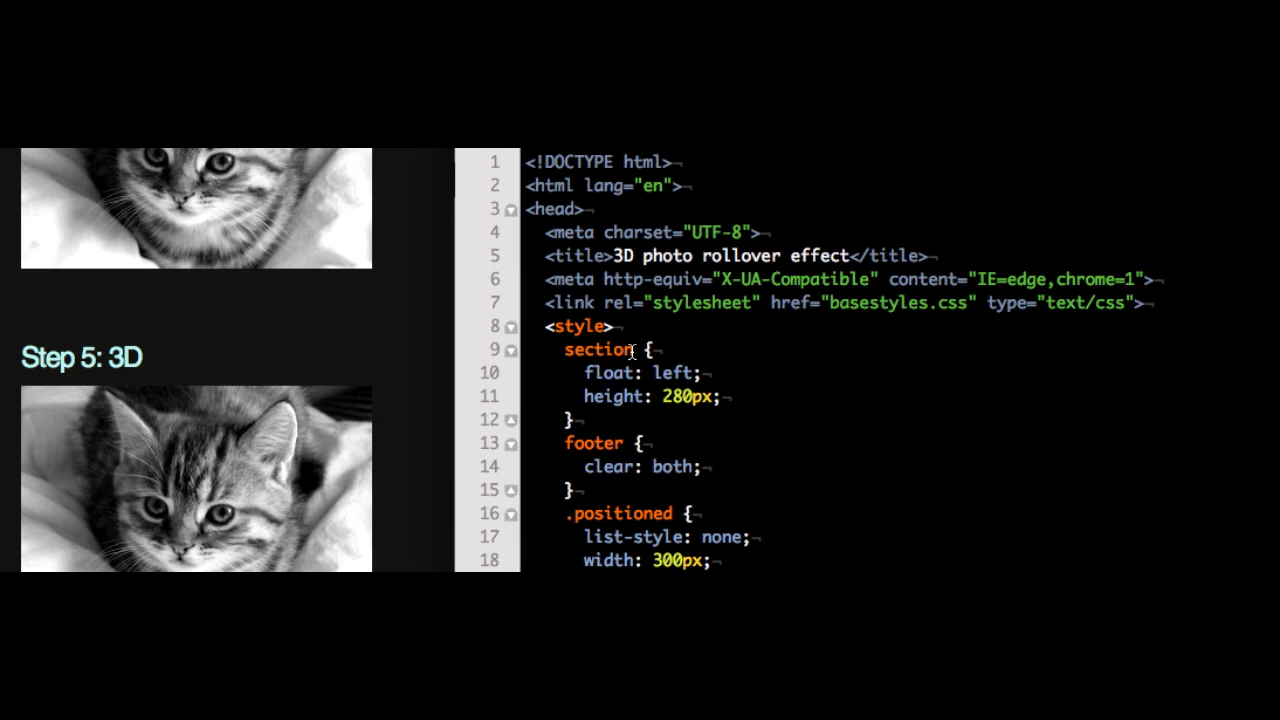 Step 5: 3D
1 <!DOCTYPE html>¬
2 <html lang="en">¬
3 <head>¬
4 <meta charset="UTF-8">¬
5 <title>3D photo rollover effect</title>¬
6 <meta http-equiv="X-UA-Compatible" content="IE=edge,chrome=1">¬
7 <link rel="stylesheet" href="basestyles.css" type="text/css">¬
8 <style>¬
9 section {¬
10 float: left;¬
11 height: 280px;¬
12 }¬
13 footer {¬
14 clear: both;¬
15 }¬
16 .positioned {¬
17 list-style: none;¬
18 width: 300px;¬